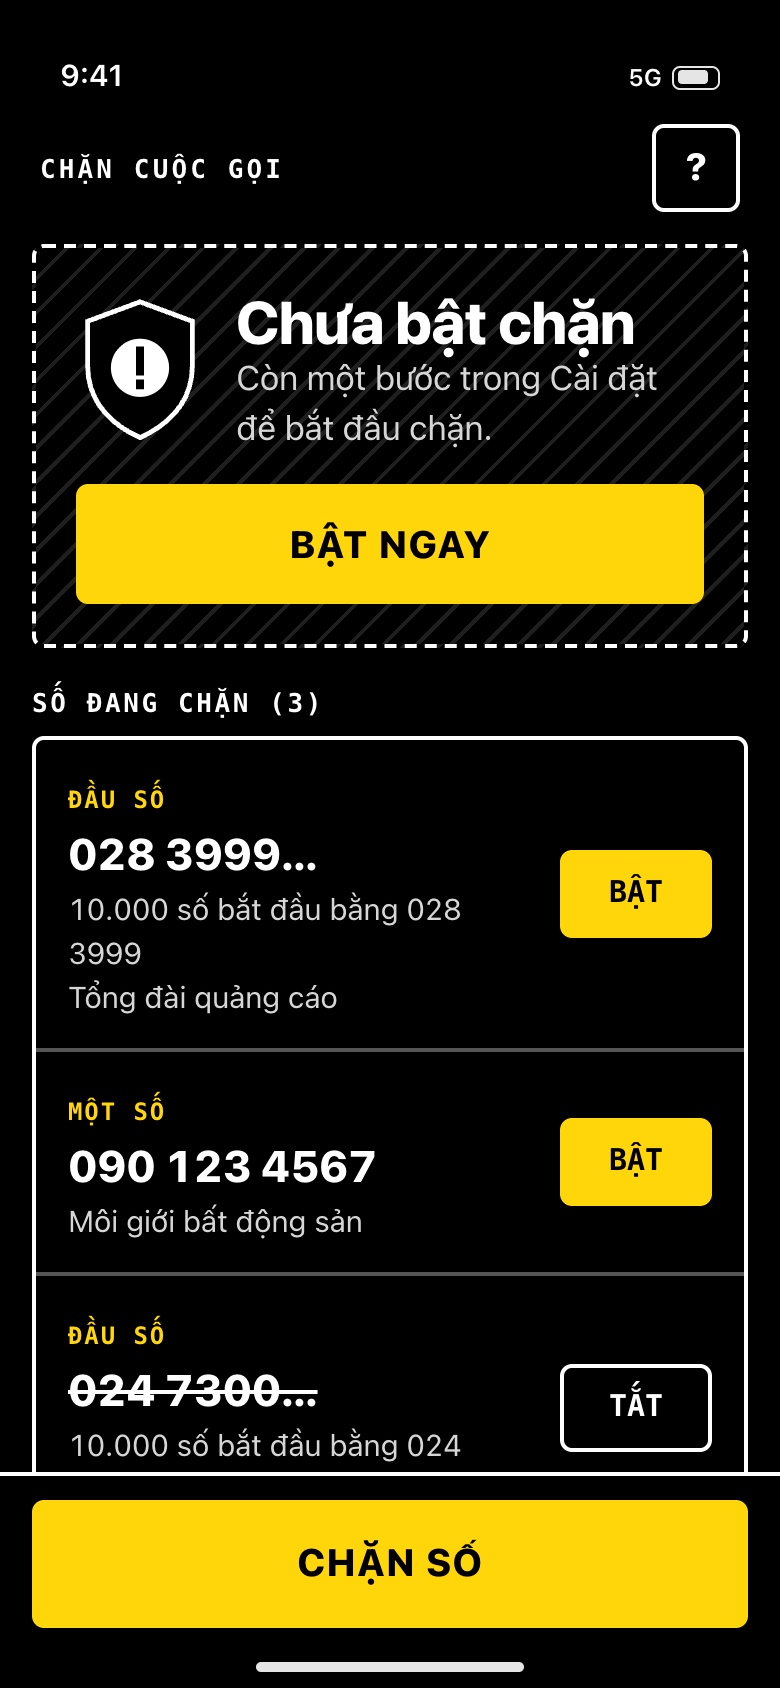 9:41
5G
CHẶN CUỘC GỌI
?
Chưa bật chặn
Còn một bước trong Cài đặt
để bắt đầu chặn.
BẬT NGAY
SỐ ĐANG CHẶN (3)
ĐẦU SỐ
028 3999...
10.000 số bắt đầu bằng 028
3999
Tổng đài quảng cáo
BẬT
MỘT SỐ
090 123 4567
Môi giới bất động sản
BẬT
ĐẦU SỐ
024 7300...
10.000 số bắt đầu bằng 024
TẮT
CHẶN SỐ